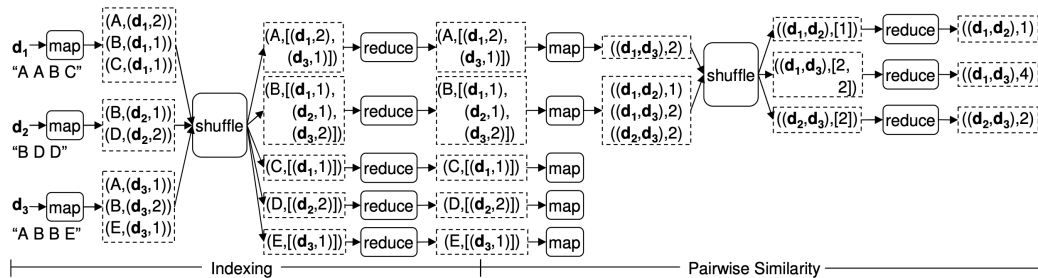 d1 map (A,(d1,2))
(B,(d1,1))
(C,(d1,1))
"A A B C"
d2 map (B,(d2,1))
(D,(d2,2))
"B D D"
d3 map (A,(d3,1))
(B,(d3,2))
(E,(d3,1))
"A B B E"
shuffle
(A,[(d1,2),
(d3,1)])
reduce
(A,[(d1,2),
(d3,1)])
map
((d1,d3),2)
(B,[(d1,1),
(d2,1),
(d3,2)])
reduce
(B,[(d1,1),
(d2,1),
(d3,2)])
map
((d1,d2),1)
((d1,d3),2)
((d2,d3),2)
(C,[(d1,1)]) reduce (C,[(d1,1)]) map
(D,[(d2,2)]) reduce (D,[(d2,2)]) map
(E,[(d3,1)]) reduce (E,[(d3,1)]) map
shuffle
((d1,d2),[1]) reduce ((d1,d2),1)
((d1,d3),[2,
2])
reduce ((d1,d3),4)
((d2,d3),[2]) reduce ((d2,d3),2)
Indexing
Pairwise Similarity